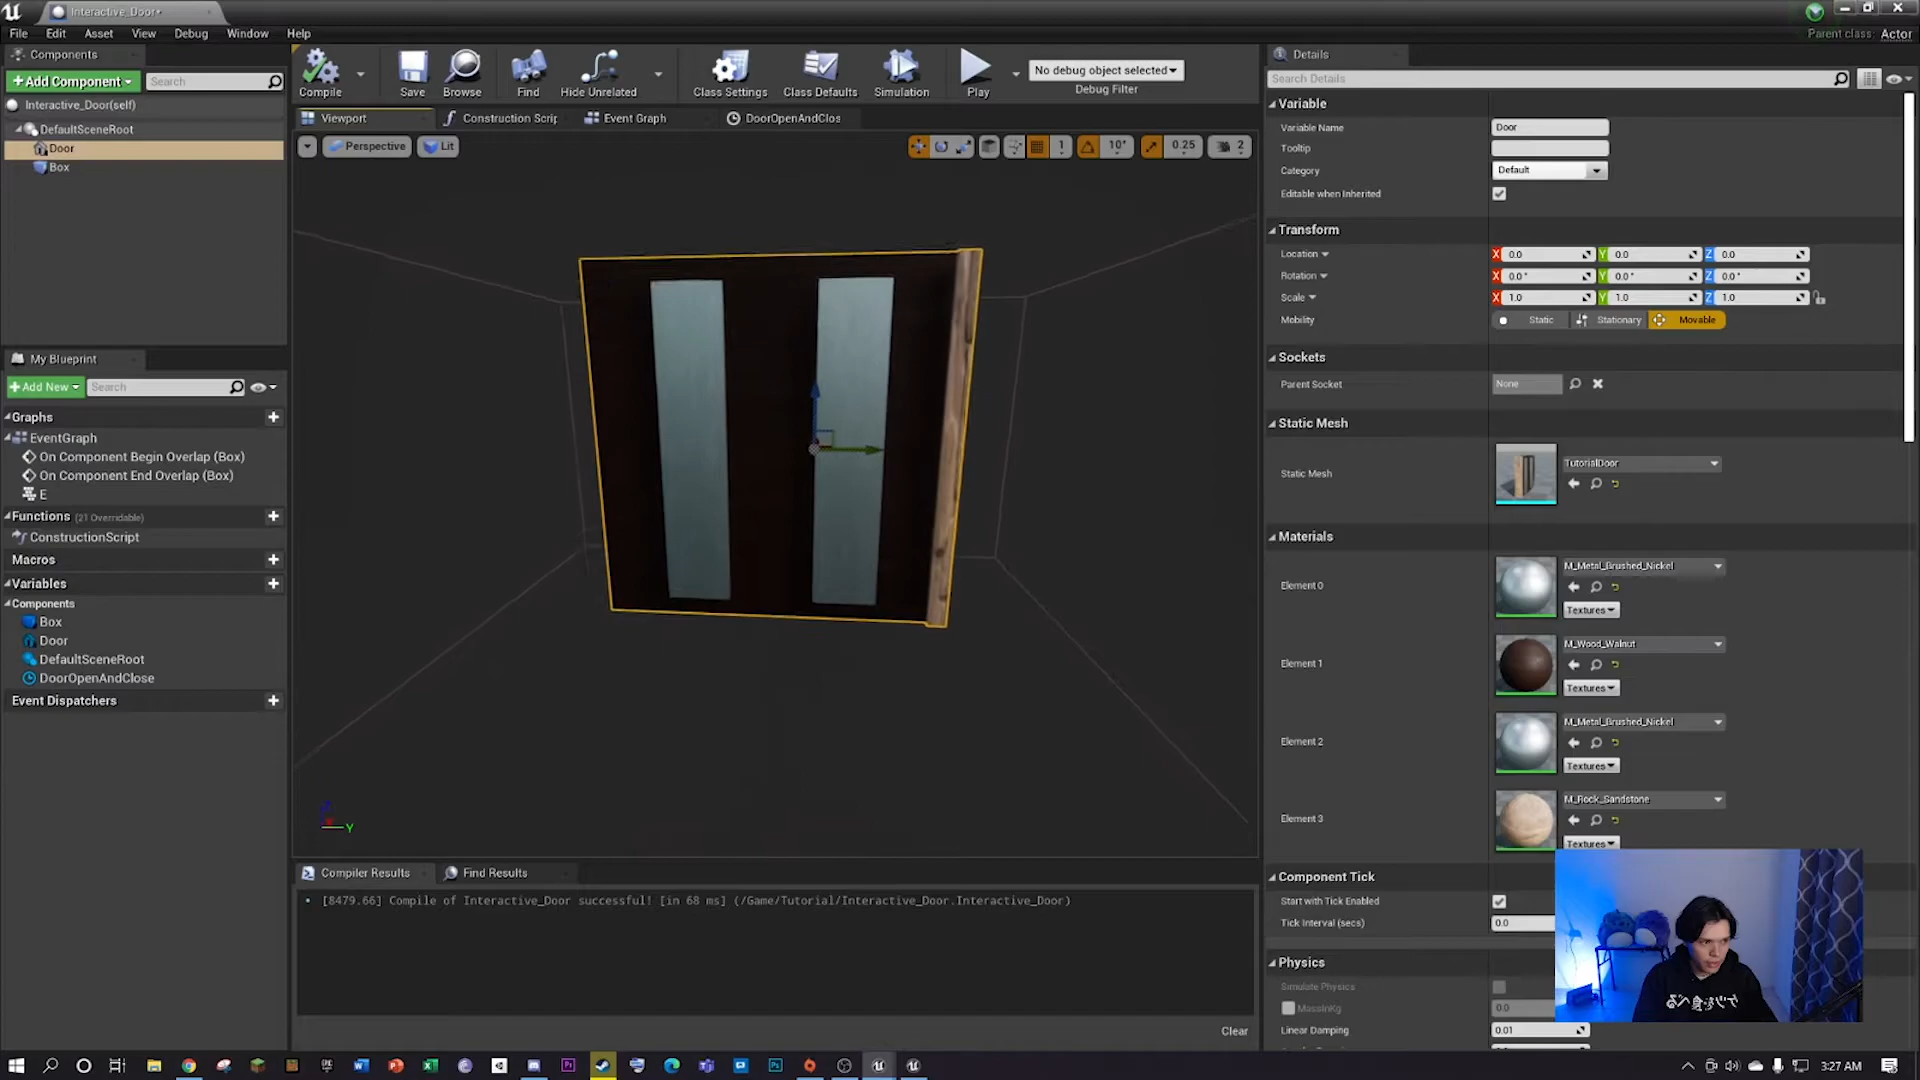 Interactive_Door*
File Edit Asset View Debug Window Help
Parent class: Actor
Components
+Add Component
Search
Interactive_Door(self)
DefaultSceneRoot
Door
Box
Compile
Save
Browse
Find
Hide Unrelated
Class Settings
Class Defaults
Simulation
Play
No debug object selected
Debug Filter
Viewport
Construction Scrip
Event Graph
DoorOpenAndClos
Perspective
Lit
1
10°
0.25
2
Y
My Blueprint
+Add New
Search
Graphs
EventGraph
On Component Begin Overlap (Box)
On Component End Overlap (Box)
E
Functions (21 Overridable)
ConstructionScript
Macros
Variables
Components
Box
Door
DefaultSceneRoot
DoorOpenAndClose
Event Dispatchers
Compiler Results
Find Results
[8479.66] Compile of Interactive_Door successful! [in 68 ms] (/Game/Tutorial/Interactive_Door.Interactive_Door)
Clear
Details
Search Details
Variable
Variable Name Door
Tooltip
Category Default
Editable when Inherited
Transform
Location X 0.0 Y 0.0 Z 0.0
Rotation X 0.0° Y 0.0° Z 0.0°
Scale X 1.0 Y 1.0 Z 1.0
Mobility Static Stationary Movable
Sockets
Parent Socket None
Static Mesh
Static Mesh TutorialDoor
Materials
Element 0 M_Metal_Brushed_Nickel
Textures
Element 1 M_Wood_Walnut
Textures
Element 2 M_Metal_Brushed_Nickel
Textures
Element 3 M_Rock_Sandstone
Textures
Component Tick
Start with Tick Enabled
Tick Interval (secs) 0.0
Physics
Simulate Physics
MassInKg 0.0
Linear Damping 0.01
3:27 AM